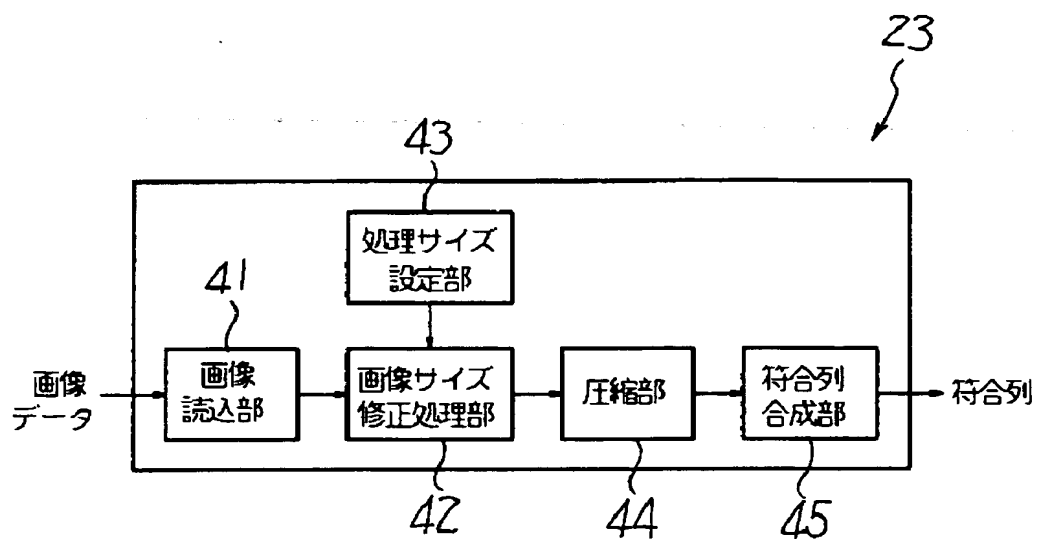 23
43
処理サイズ
設定部
41
画像
データ
画像
読込部
画像サイズ
修正処理部
圧縮部
符合列
合成部
符合列
42
44
45